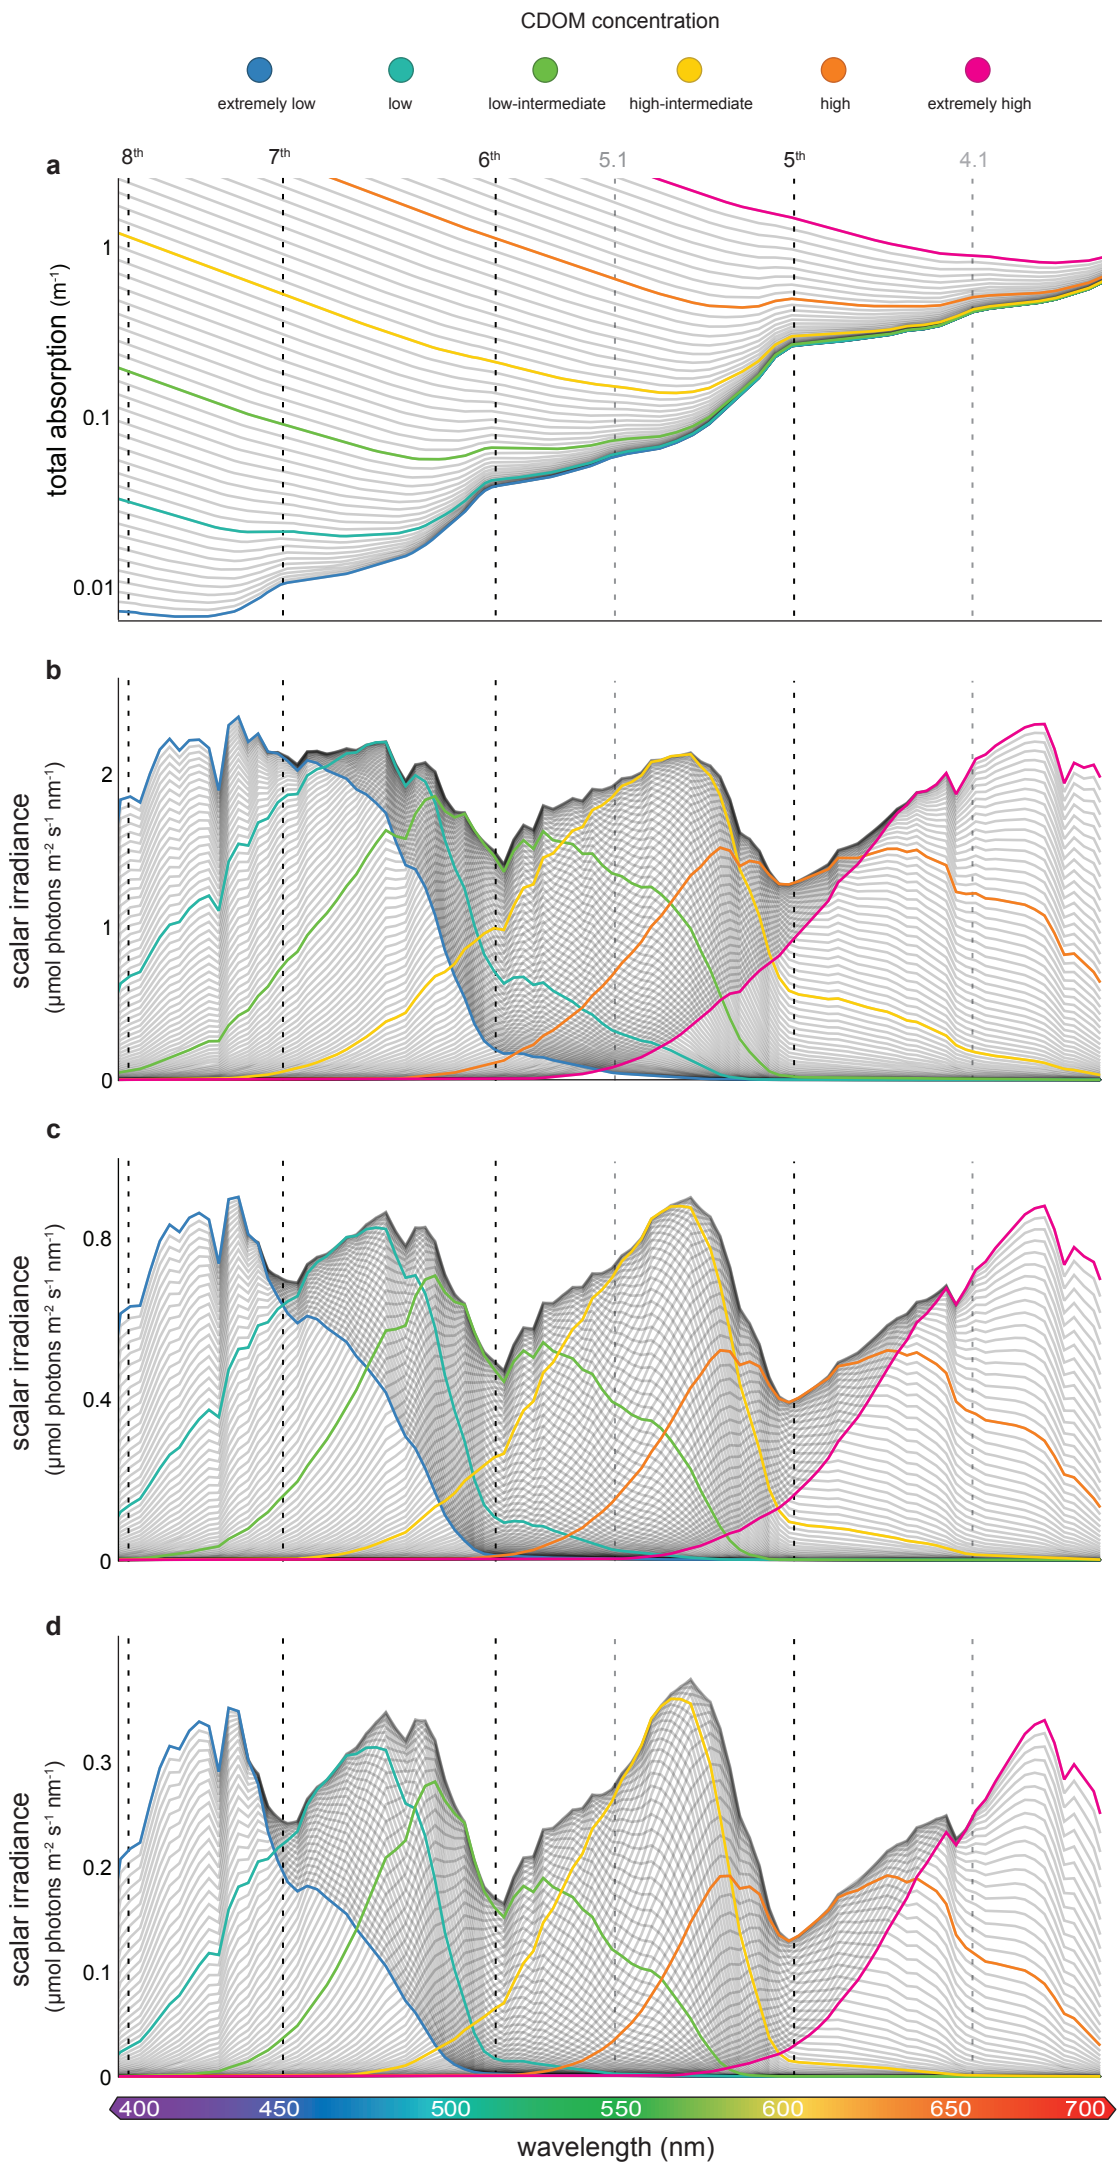 CDOM concentration
extremely low low low-intermediate high-intermediate high extremely high
a
8th 7th 6th 5.1 5th 4.1
total absorption (m⁻¹)
1
0.1
0.01
b
scalar irradiance
(µmol photons m⁻² s⁻¹ nm⁻¹)
2
1
0
c
scalar irradiance
(µmol photons m⁻² s⁻¹ nm⁻¹)
0.8
0.4
0
d
scalar irradiance
(µmol photons m⁻² s⁻¹ nm⁻¹)
0.3
0.2
0.1
0
400 450 500 550 600 650 700
wavelength (nm)